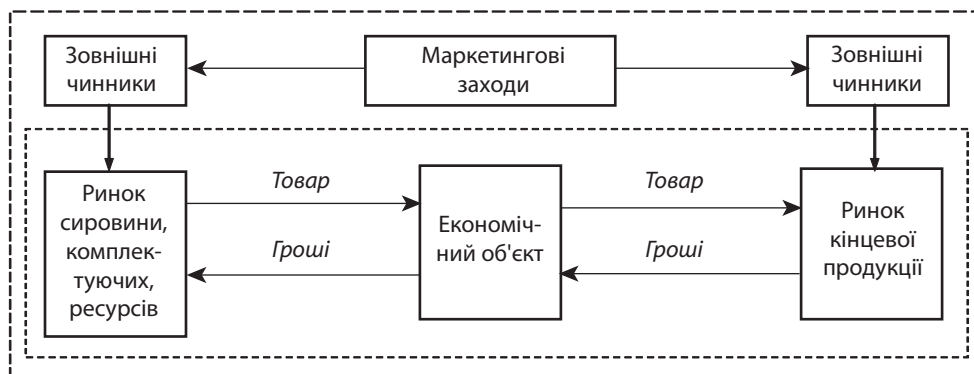 Зовнішні
чинники
Маркетингові
заходи
Зовнішні
чинники
Ринок
сировини,
комплек-
туючих,
ресурсів
Товар
Гроші
Економіч-
ний об'єкт
Товар
Гроші
Ринок
кінцевої
продукції